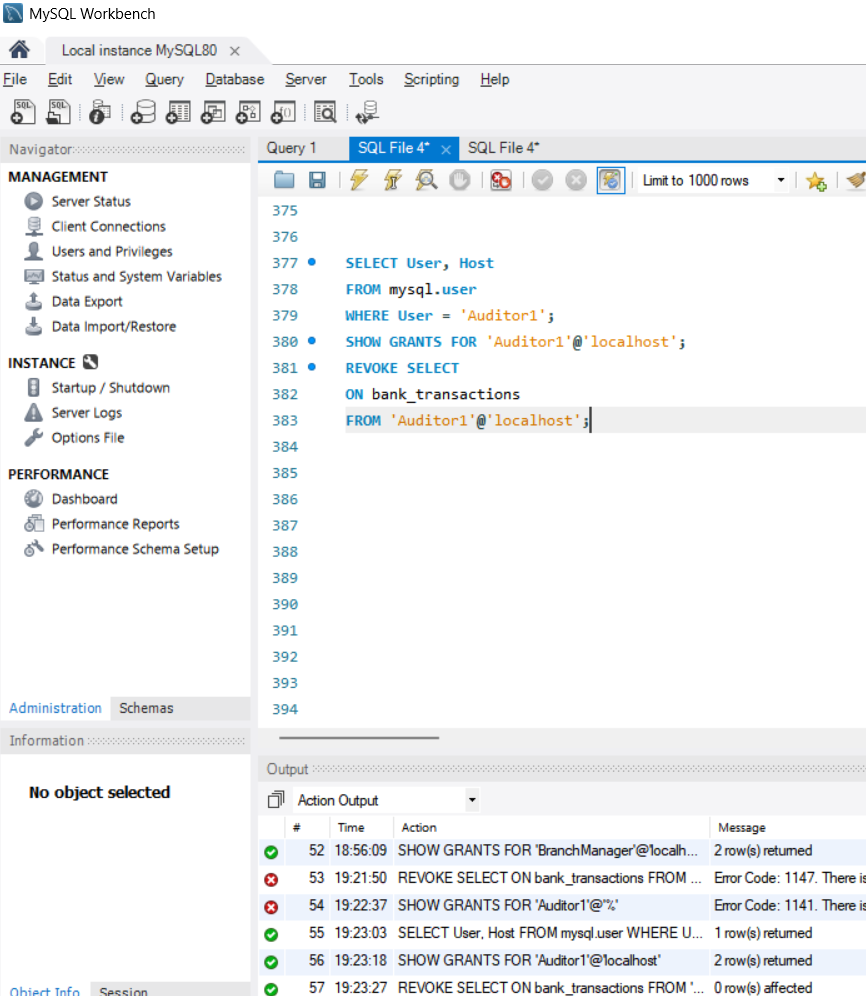 MySQL Workbench
Local instance MySQL80
File Edit View Query Database Server Tools Scripting Help
Navigator
MANAGEMENT
Server Status
Client Connections
Users and Privileges
Status and System Variables
Data Export
Data Import/Restore
INSTANCE
Startup / Shutdown
Server Logs
Options File
PERFORMANCE
Dashboard
Performance Reports
Performance Schema Setup
Administration Schemas
Information
No object selected
Object Info Session
Query 1 SQL File 4* SQL File 4*
Limit to 1000 rows
375
376
377 SELECT User, Host
378 FROM mysql.user
379 WHERE User = 'Auditor1';
380 SHOW GRANTS FOR 'Auditor1'@'localhost';
381 REVOKE SELECT
382 ON bank_transactions
383 FROM 'Auditor1'@'localhost';
384
385
386
387
388
389
390
391
392
393
394
Output
Action Output
# Time Action Message
52 18:56:09 SHOW GRANTS FOR 'BranchManager'@'localh... 2 row(s) returned
53 19:21:50 REVOKE SELECT ON bank_transactions FROM ... Error Code: 1147. There is
54 19:22:37 SHOW GRANTS FOR 'Auditor1'@'%' Error Code: 1141. There is
55 19:23:03 SELECT User, Host FROM mysql.user WHERE U... 1 row(s) returned
56 19:23:18 SHOW GRANTS FOR 'Auditor1'@'localhost' 2 row(s) returned
57 19:23:27 REVOKE SELECT ON bank_transactions FROM '... 0 row(s) affected